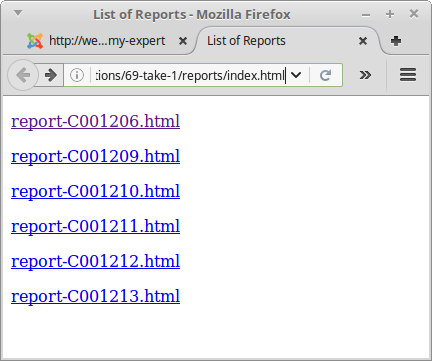 List of Reports - Mozilla Firefox
http://we...my-expert
List of Reports
:tions/69-take-1/reports/index.html
report-C001206.html
report-C001209.html
report-C001210.html
report-C001211.html
report-C001212.html
report-C001213.html